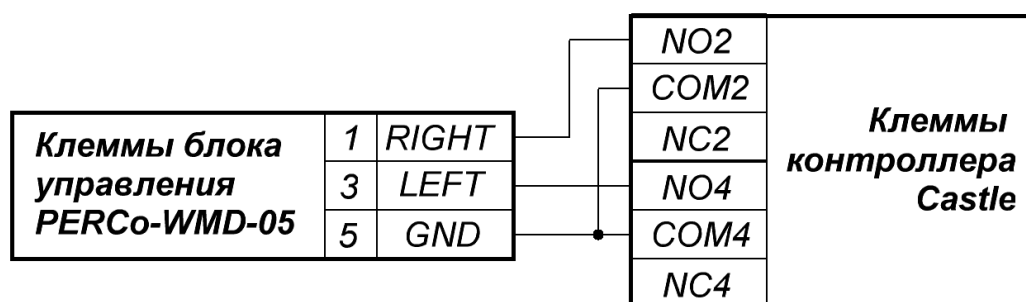 Клеммы блока
управления
PERCo-WMD-05
1 RIGHT
3 LEFT
5 GND
NO2
COM2
NC2
NO4
COM4
NC4
Клеммы
контроллера
Castle